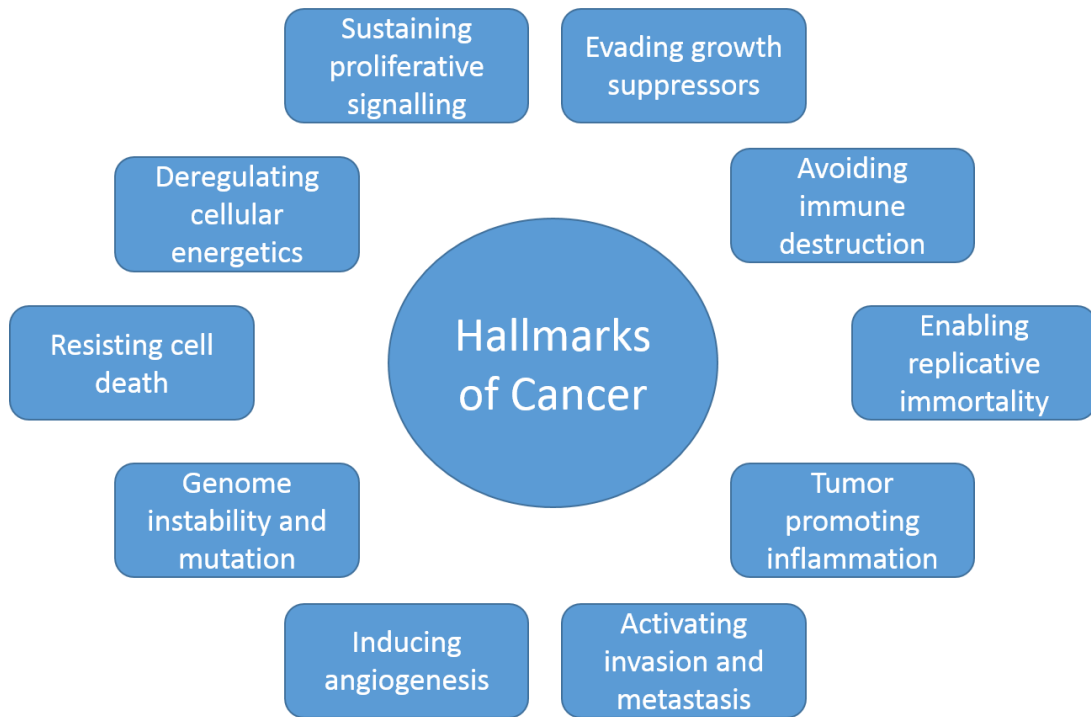 Sustaining
proliferative
signalling
Evading growth
suppressors
Deregulating
cellular
energetics
Avoiding
immune
destruction
Resisting cell
death
Hallmarks
of Cancer
Enabling
replicative
immortality
Genome
instability and
mutation
Tumor
promoting
inflammation
Inducing
angiogenesis
Activating
invasion and
metastasis